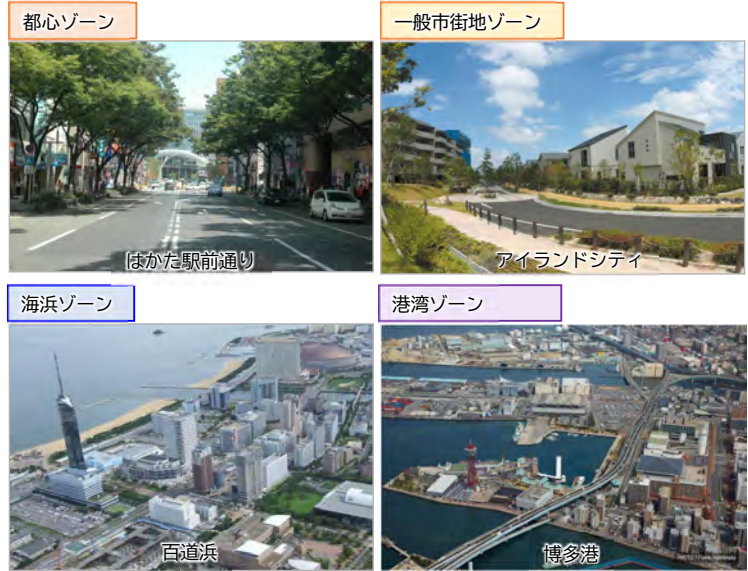 都心ゾーン
一般市街地ゾーン
はかた駅前通り
アイランドシティ
海浜ゾーン
港湾ゾーン
百道浜
博多港